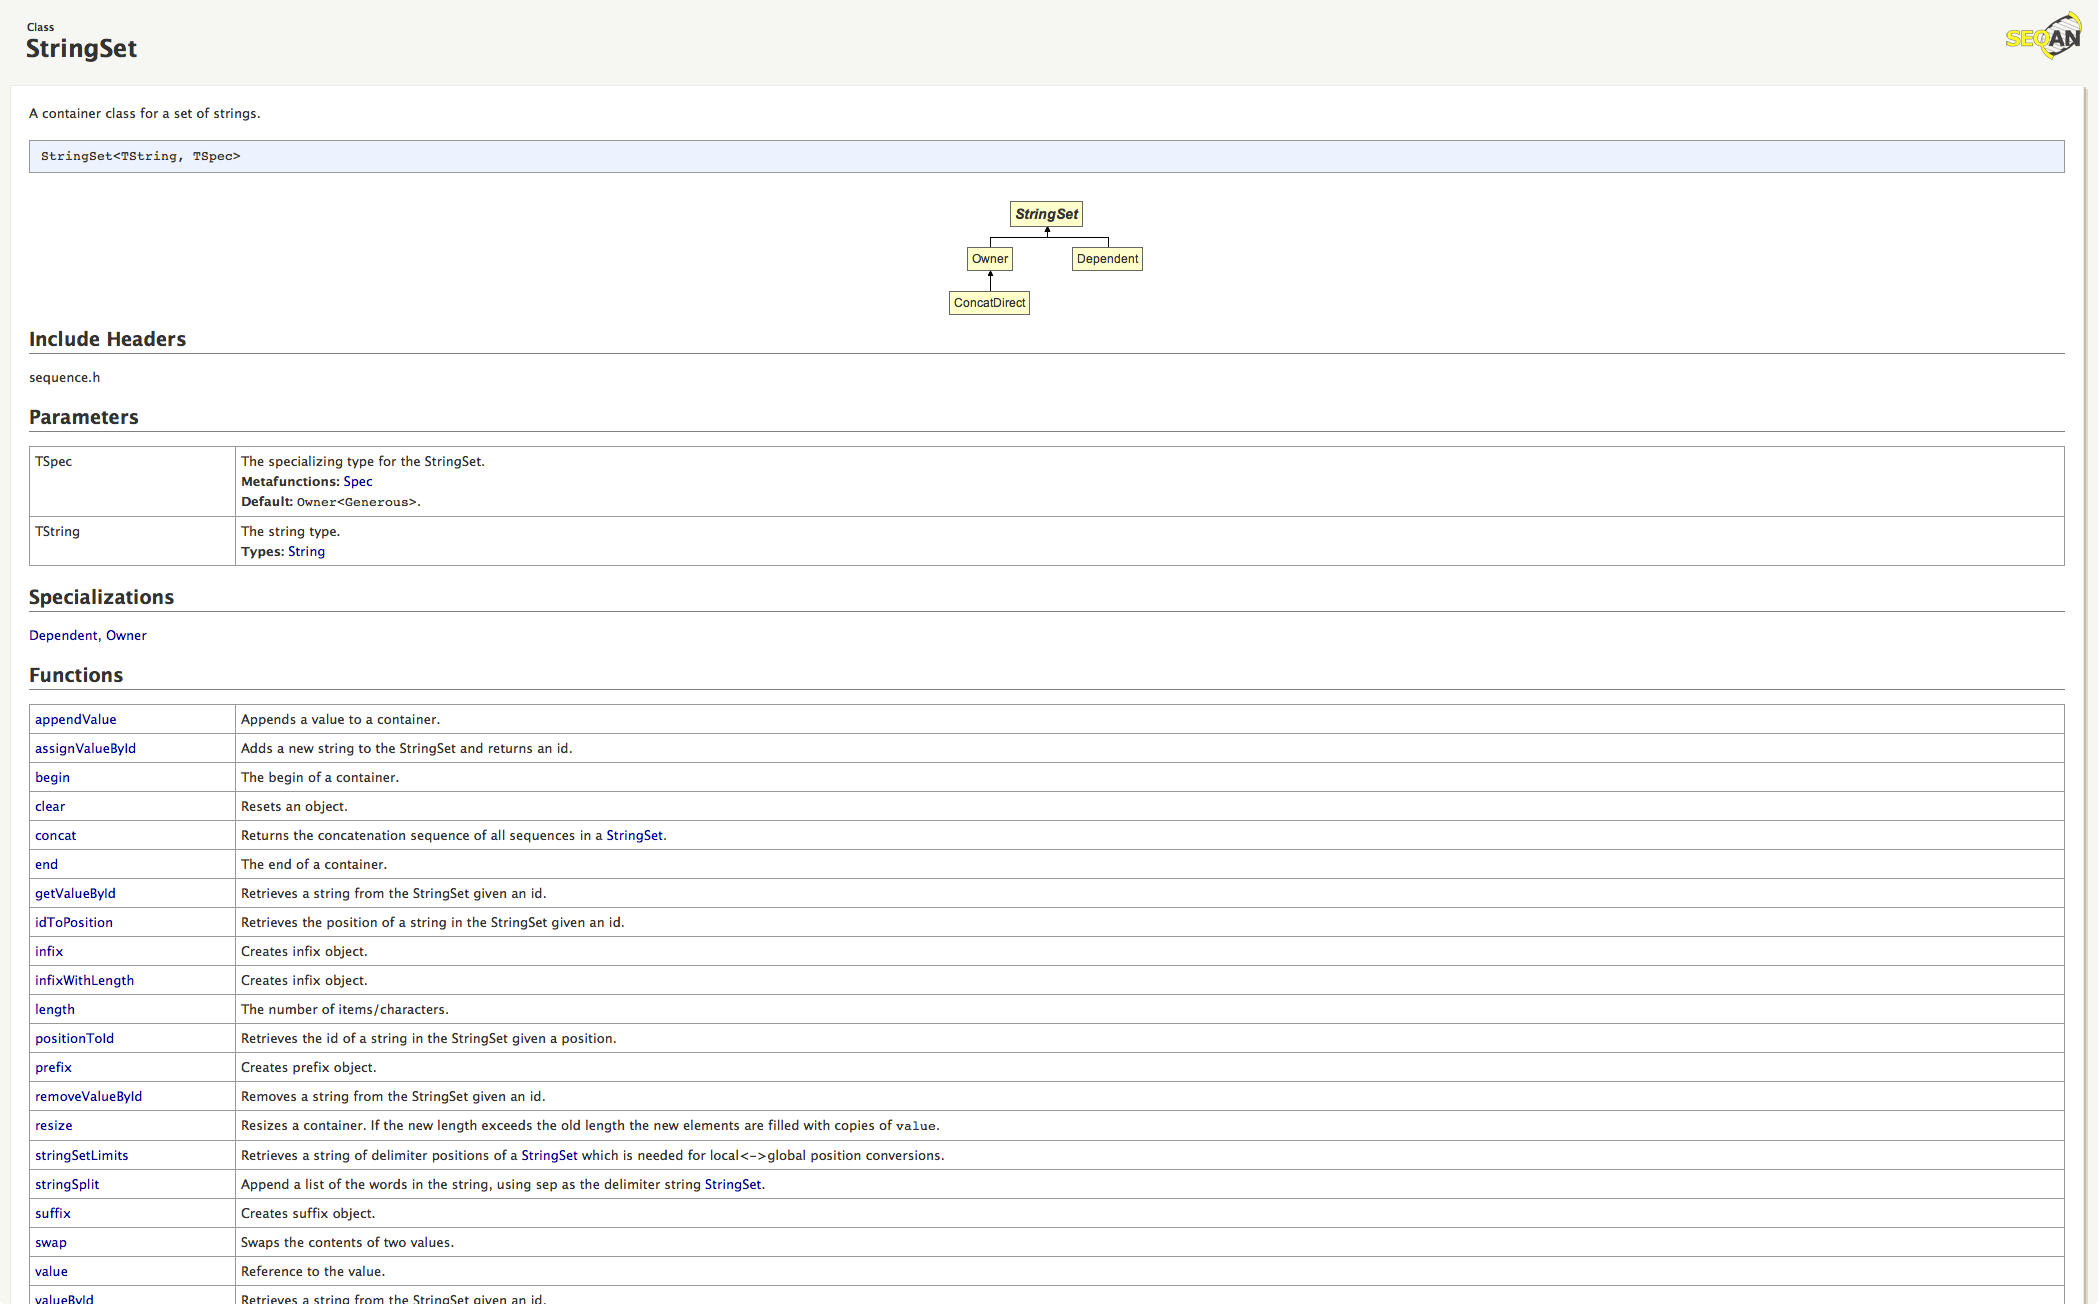 Class
StringSet
SEQAN
A container class for a set of strings.
StringSet<TString, TSpec>
StringSet
Owner
Dependent
ConcatDirect
Include Headers
sequence.h
Parameters
TSpec
The specializing type for the StringSet.
Metafunctions: Spec
Default: Owner<Generous>.
TString
The string type.
Types: String
Specializations
Dependent, Owner
Functions
appendValue Appends a value to a container.
assignValueById Adds a new string to the StringSet and returns an id.
begin The begin of a container.
clear Resets an object.
concat Returns the concatenation sequence of all sequences in a StringSet.
end The end of a container.
getValueById Retrieves a string from the StringSet given an id.
idToPosition Retrieves the position of a string in the StringSet given an id.
infix Creates infix object.
infixWithLength Creates infix object.
length The number of items/characters.
positionToId Retrieves the id of a string in the StringSet given a position.
prefix Creates prefix object.
removeValueById Removes a string from the StringSet given an id.
resize Resizes a container. If the new length exceeds the old length the new elements are filled with copies of value.
stringSetLimits Retrieves a string of delimiter positions of a StringSet which is needed for local<->global position conversions.
stringSplit Append a list of the words in the string, using sep as the delimiter string StringSet.
suffix Creates suffix object.
swap Swaps the contents of two values.
value Reference to the value.
valueById Retrieves a string from the StringSet given an id.